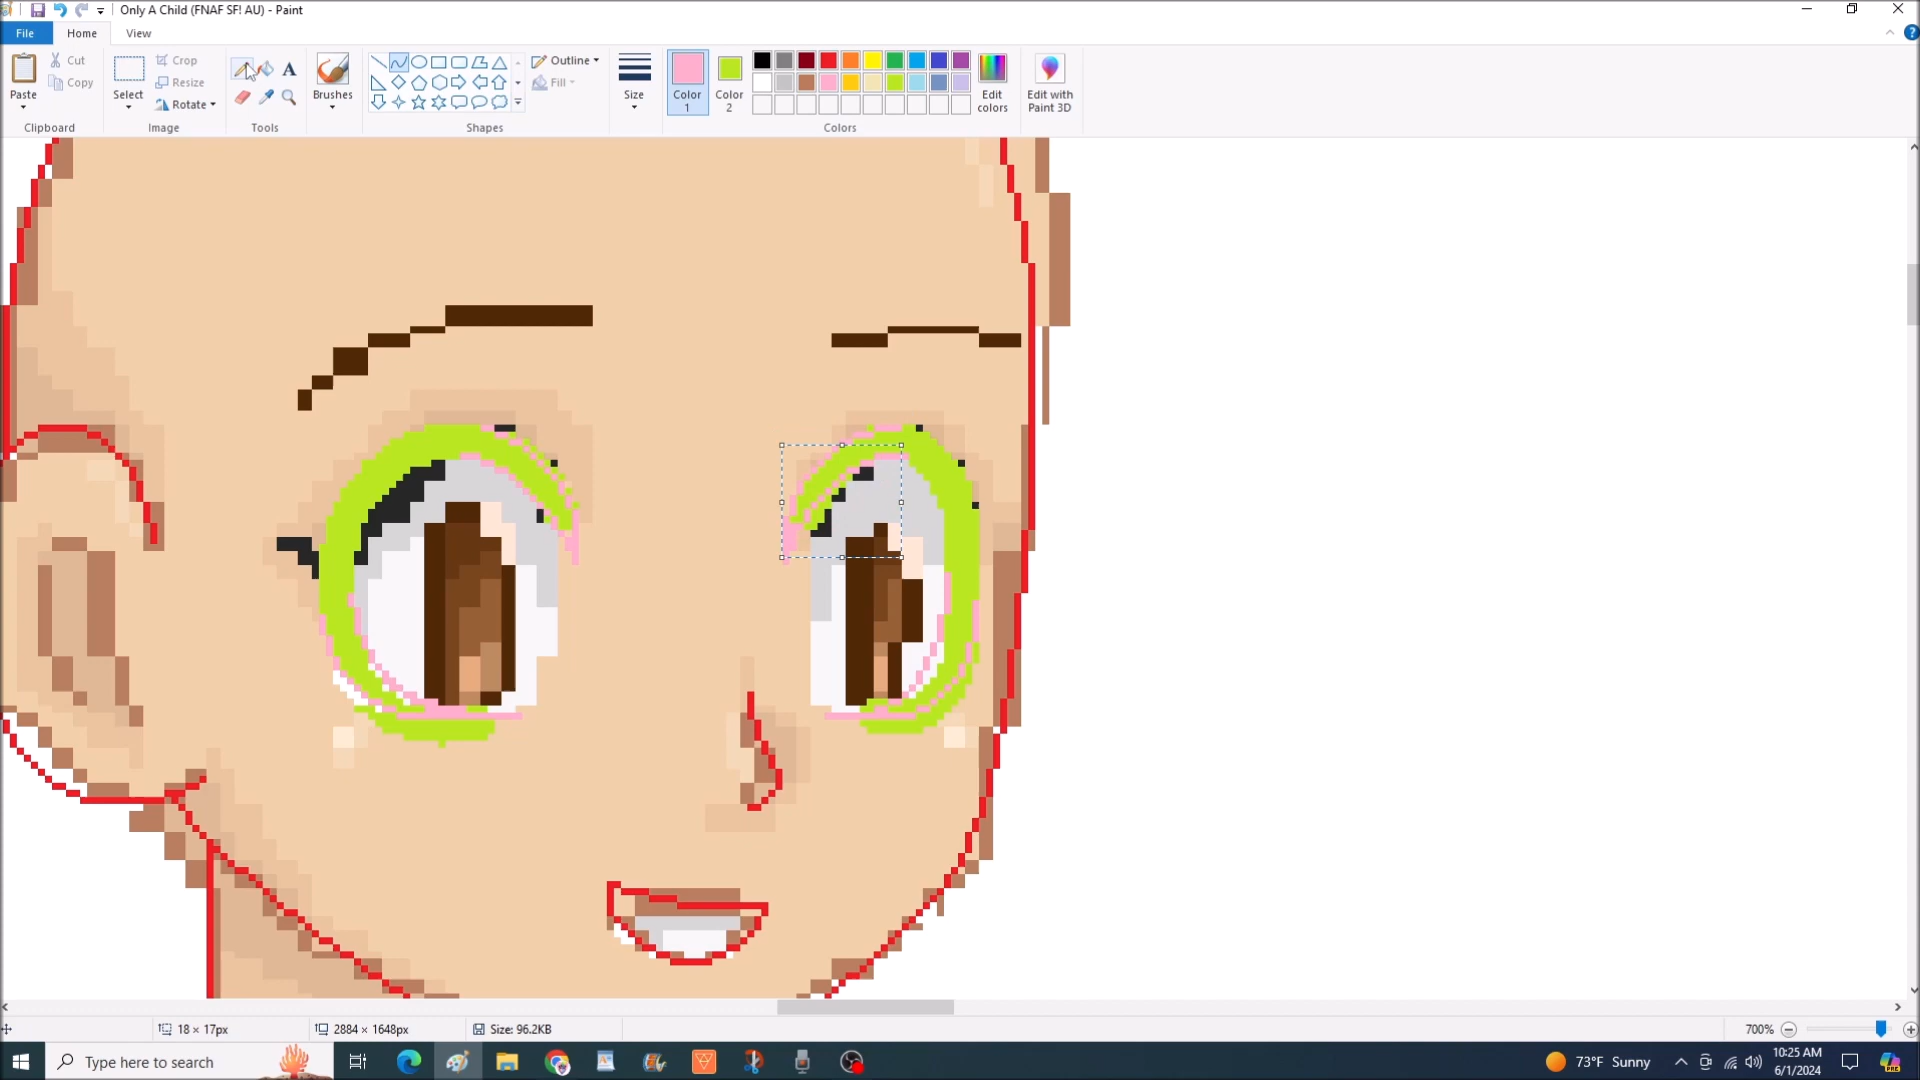 Only A Child (FNAF SF! AU) - Paint
File Home View
Paste
Cut
Copy
Clipboard
Select
Crop
Resize
Rotate
Image
A
Tools
Brushes
Shapes
Outline
Fill
Size
Color 1
Color 2
Edit colors
Colors
Edit with Paint 3D
18 × 17px
2884 × 1648px
Size: 96.2KB
700%
Type here to search
73°F Sunny
10:25 AM
6/1/2024